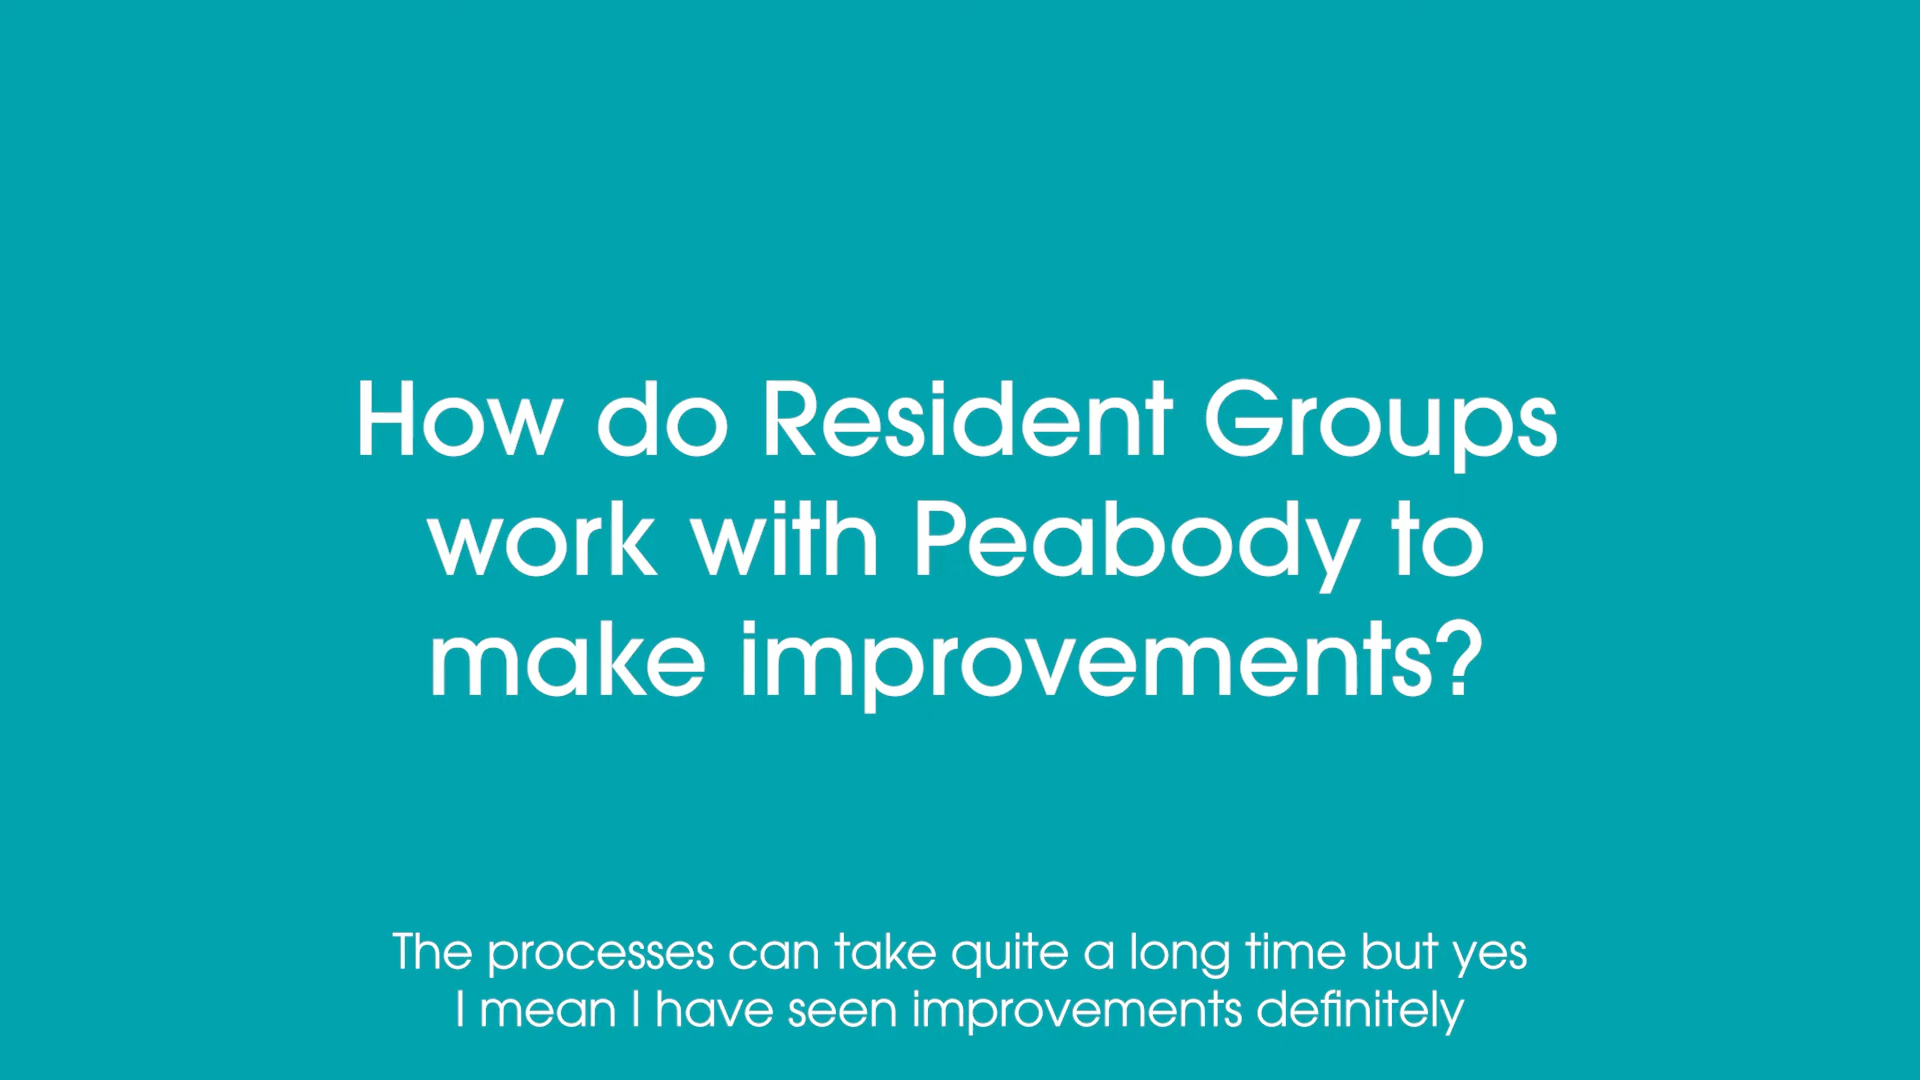 How do Resident Groups
work with Peabody to
make improvements?
The processes can take quite a long time but yes
I mean I have seen improvements definitely